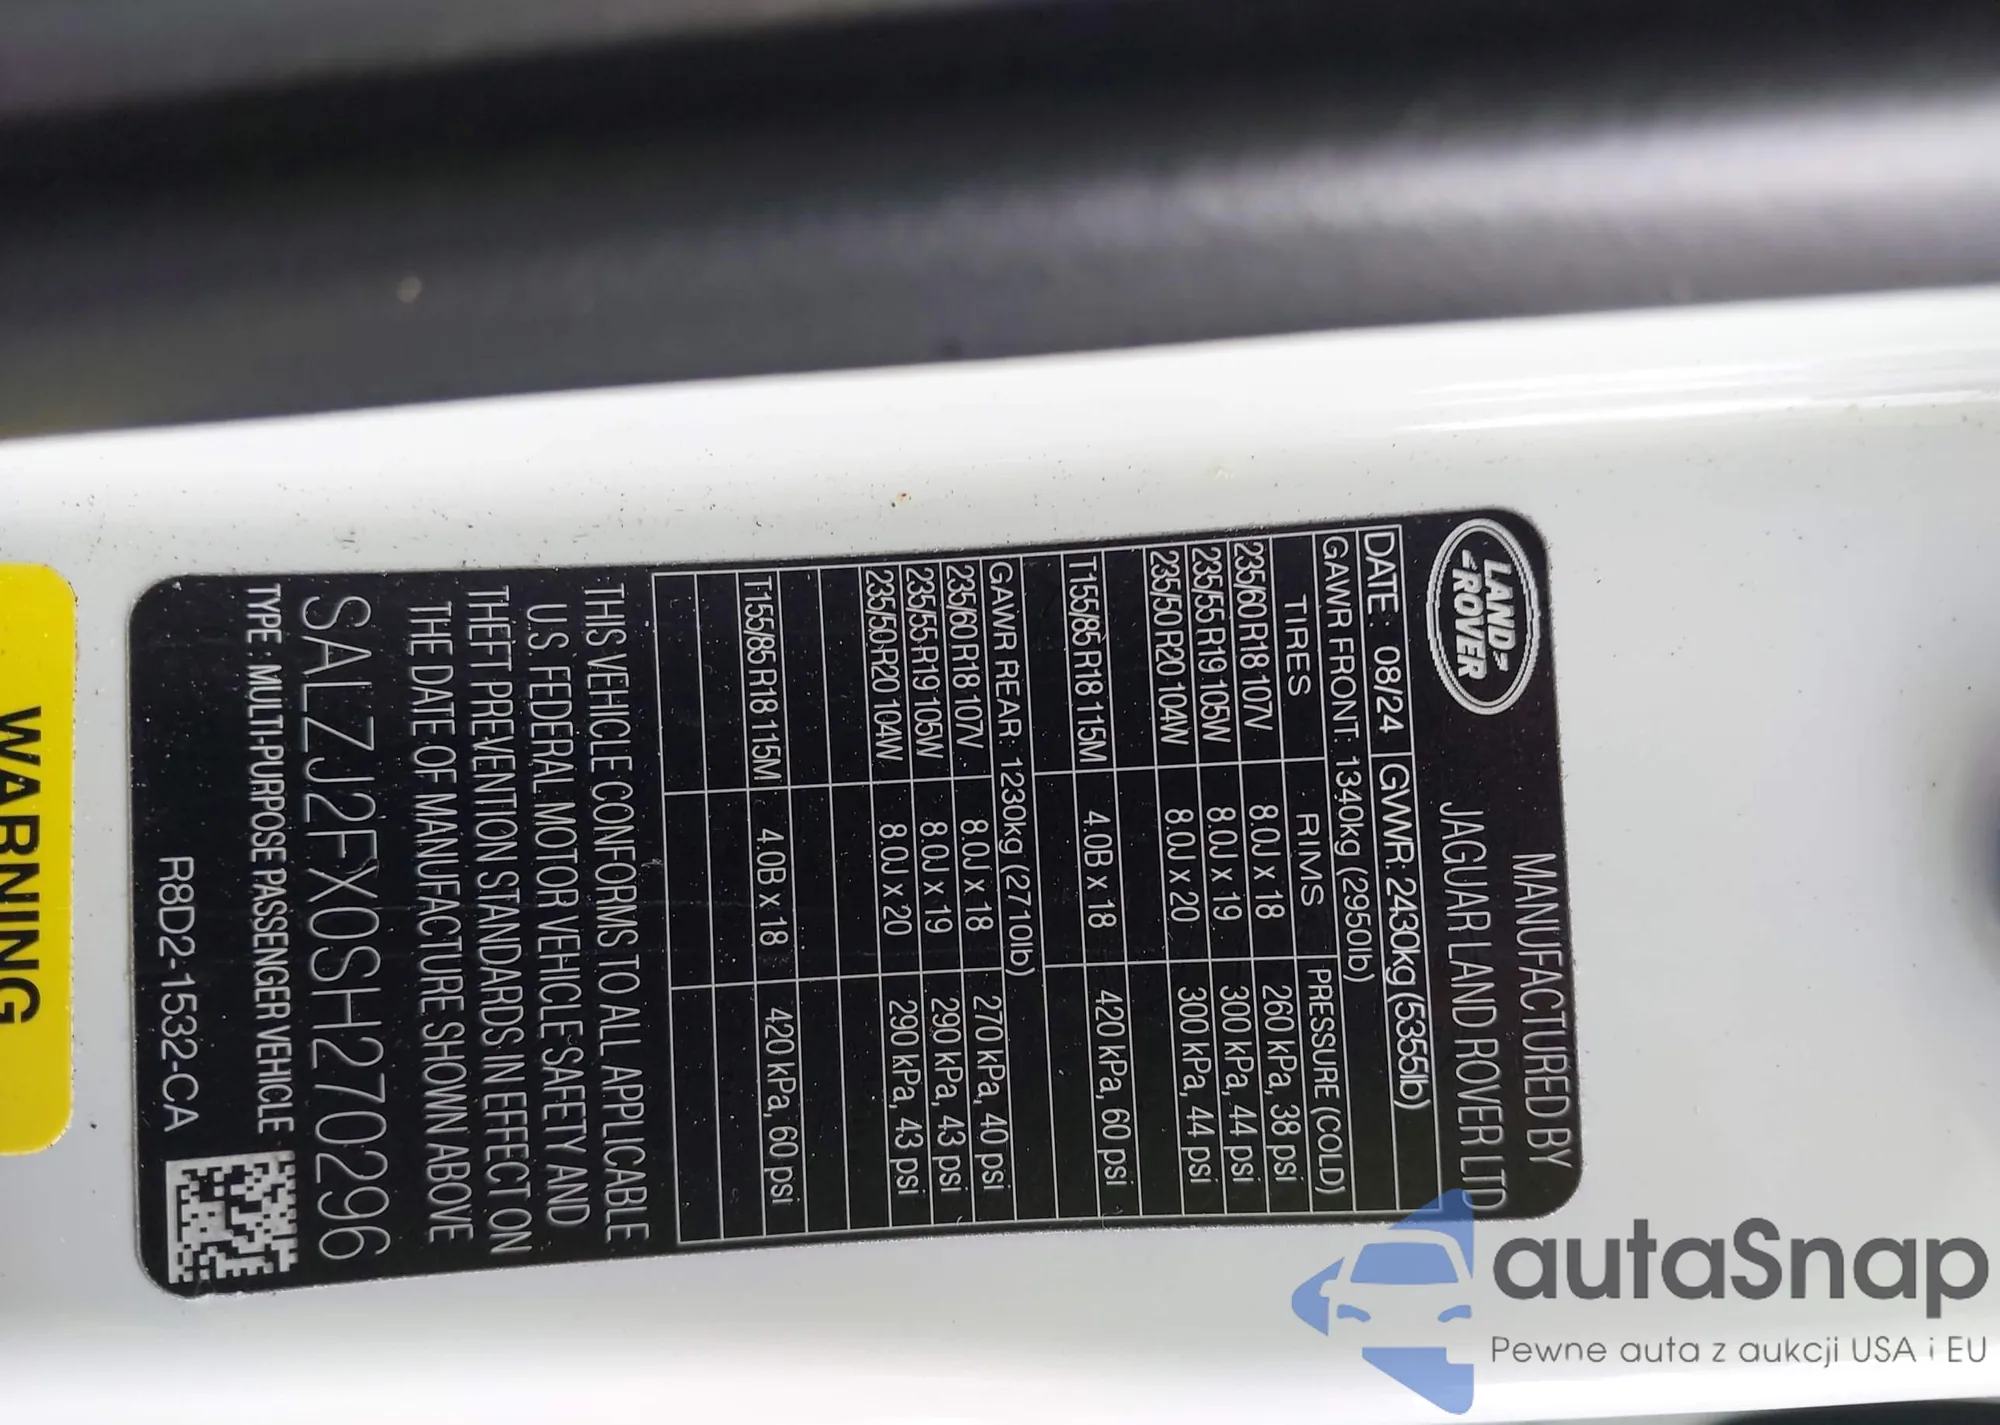 LAND-
-ROVER
MANUFACTURED BY
JAGUAR LAND ROVER LTD
DATE : 08/24 GVWR: 2430kg (5355lb)
GAWR FRONT: 1340kg (2950lb)
TIRES RIMS PRESSURE (COLD)
235/60 R18 107V 8.0J x 18 260 kPa, 38 psi
235/55 R19 105W 8.0J x 19 300 kPa, 44 psi
235/50 R20 104W 8.0J x 20 300 kPa, 44 psi
T155/85 R18 115M 4.0B x 18 420 kPa, 60 psi
GAWR REAR: 1230kg (2710lb)
235/60 R18 107V 8.0J x 18 270 kPa, 40 psi
235/55 R19 105W 8.0J x 19 290 kPa, 43 psi
235/50 R20 104W 8.0J x 20 290 kPa, 43 psi
T155/85 R18 115M 4.0B x 18 420 kPa, 60 psi
THIS VEHICLE CONFORMS TO ALL APPLICABLE
U.S FEDERAL MOTOR VEHICLE SAFETY AND
THEFT PREVENTION STANDARDS IN EFFECT ON
THE DATE OF MANUFACTURE SHOWN ABOVE
SALZJ2FX0SH270296
TYPE : MULTI-PURPOSE PASSENGER VEHICLE
R8D2-1532-CA
WARNING
autaSnap
Pewne auta z aukcji USA i EU